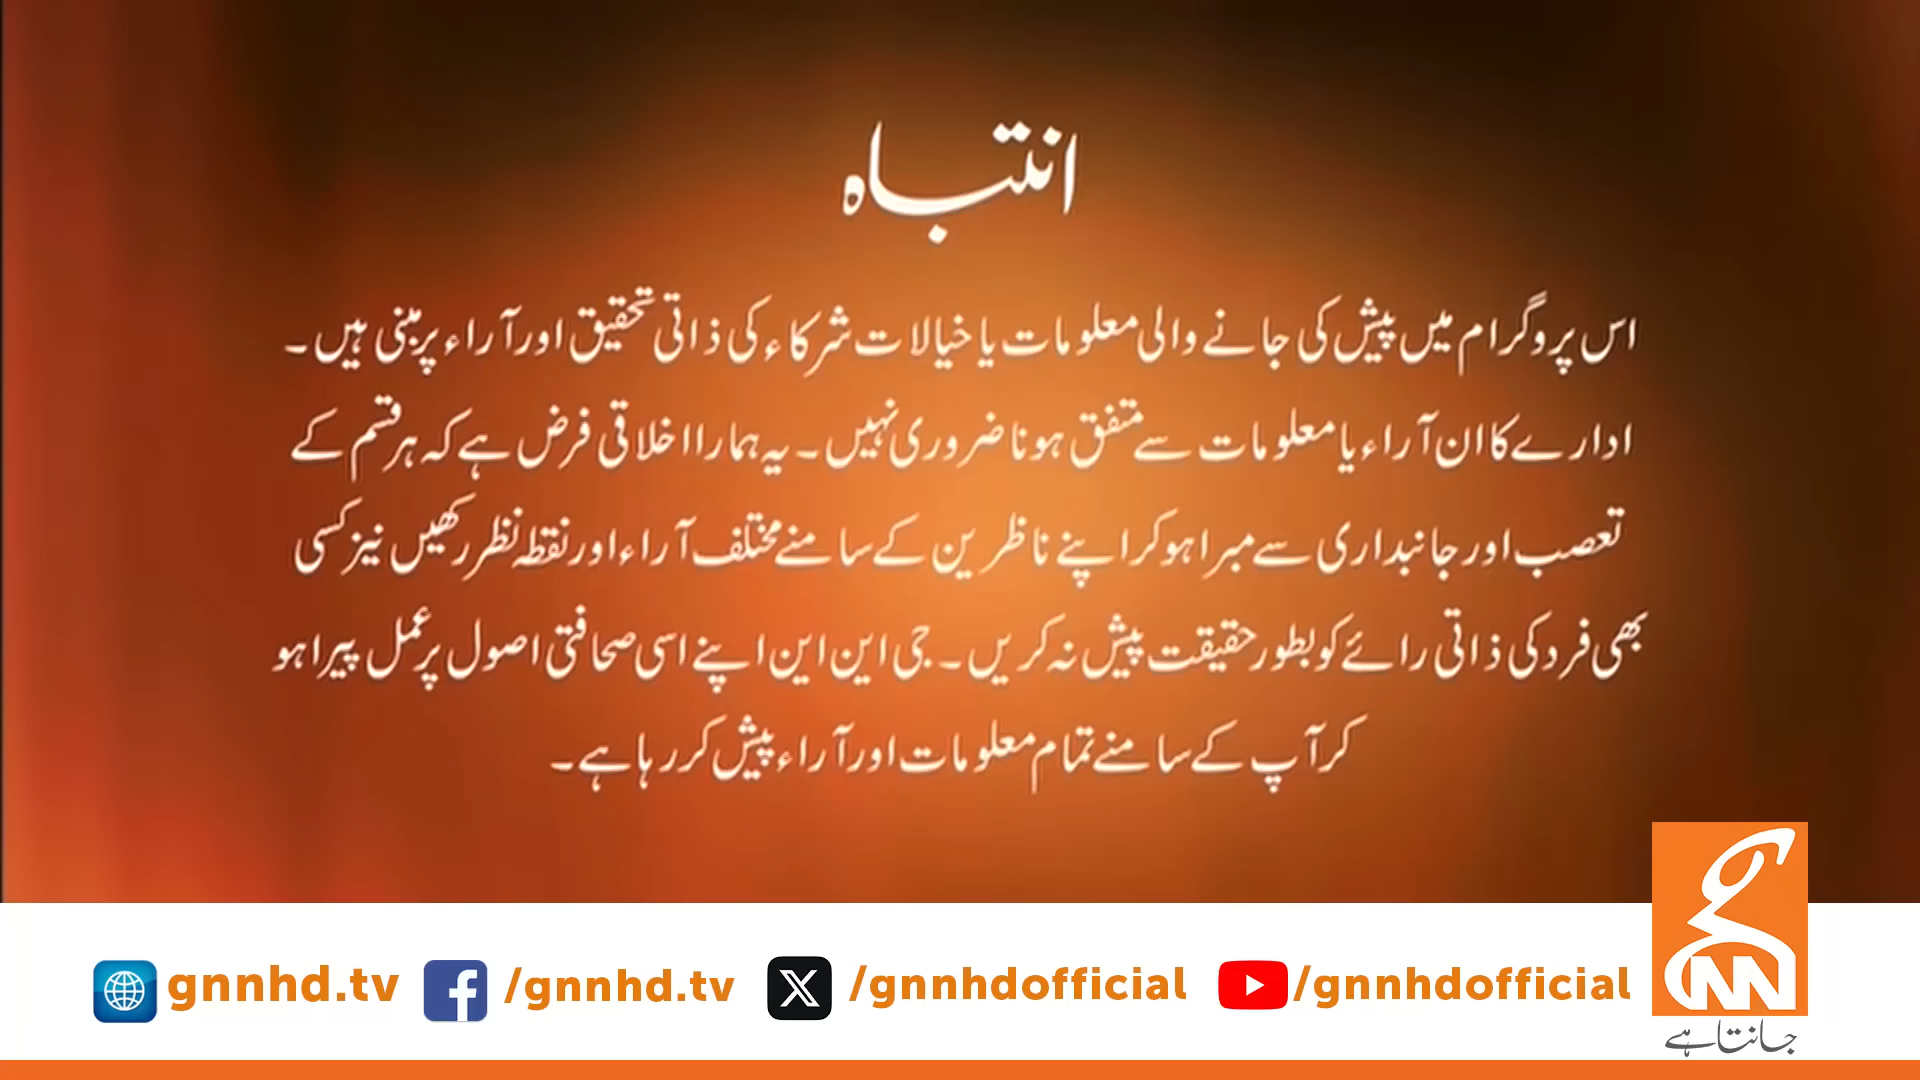 انتباہ
اس پروگرام میں پیش کی جانے والی معلومات یا خیالات شرکاء کی ذاتی تحقیق اور آراء پر مبنی ہیں۔
ادارے کا ان آراء یا معلومات سے متفق ہونا ضروری نہیں۔ یہ ہمارا اخلاقی فرض ہے کہ ہر قسم کے
تعصب اور جانبداری سے مبرا ہو کر اپنے ناظرین کے سامنے مختلف آراء اور نقطہ نظر رکھیں نیز کسی
بھی فرد کی ذاتی رائے کو بطور حقیقت پیش نہ کریں۔ جی این این اپنے اسی صحافتی اصول پر عمل پیرا ہو
کر آپ کے سامنے تمام معلومات اور آراء پیش کر رہا ہے۔
gnnhd.tv /gnnhd.tv /gnnhdofficial /gnnhdofficial
GNN
جانتا ہے